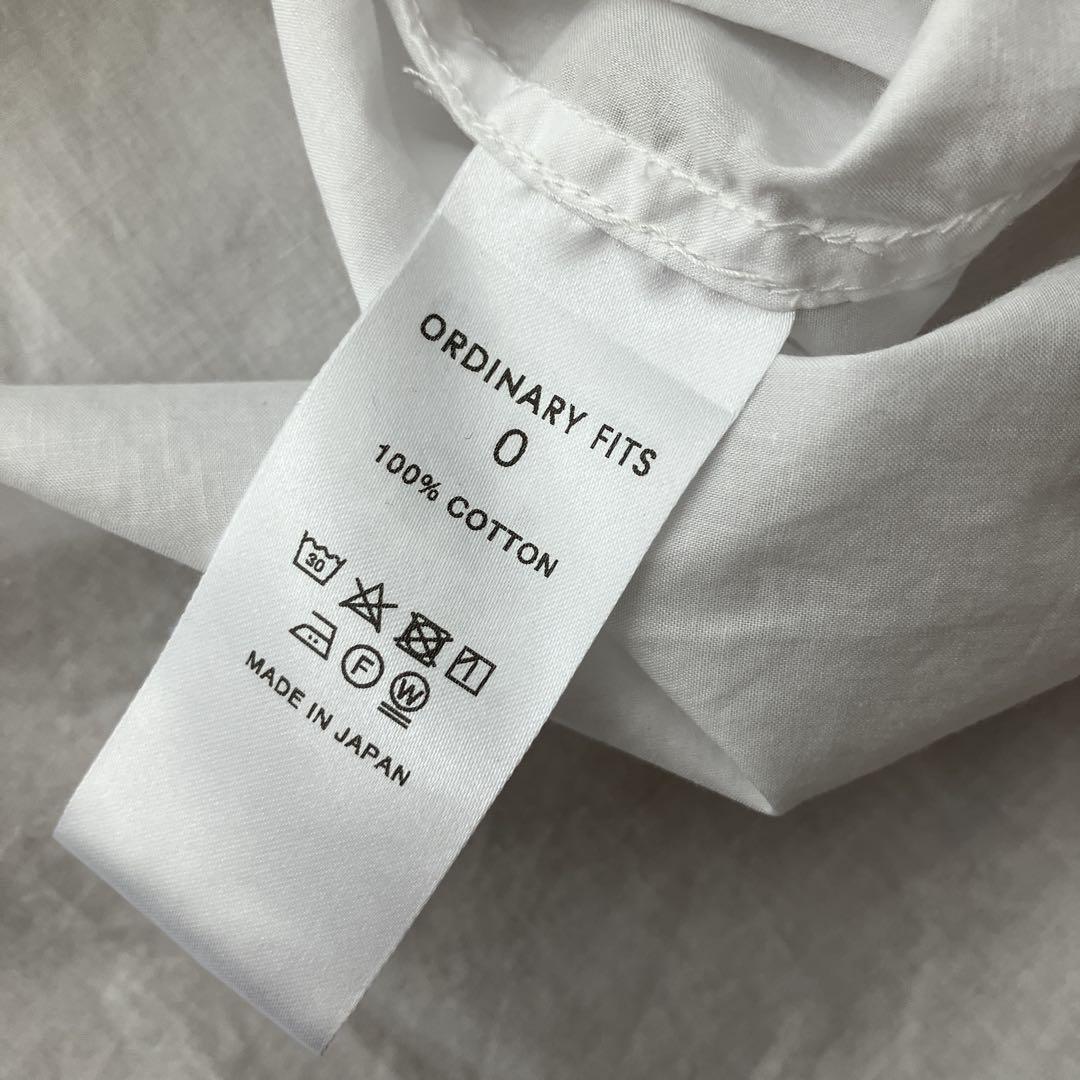 ORDINARY FITS
0
100% COTTON
30
F W
MADE IN JAPAN